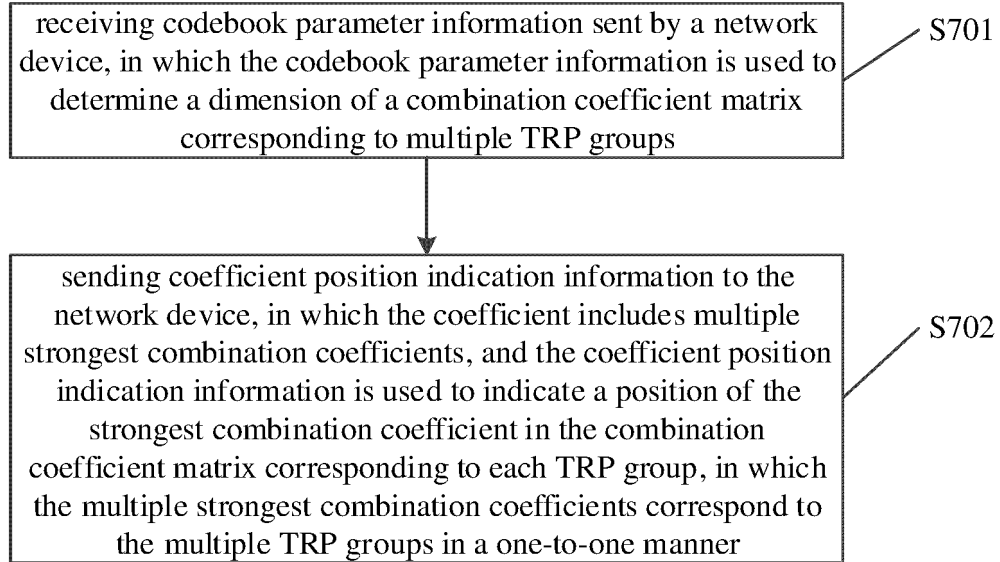 receiving codebook parameter information sent by a network
device, in which the codebook parameter information is used to
determine a dimension of a combination coefficient matrix
corresponding to multiple TRP groups
S701
sending coefficient position indication information to the
network device, in which the coefficient includes multiple
strongest combination coefficients, and the coefficient position
indication information is used to indicate a position of the
strongest combination coefficient in the combination
coefficient matrix corresponding to each TRP group, in which
the multiple strongest combination coefficients correspond to
the multiple TRP groups in a one-to-one manner
S702